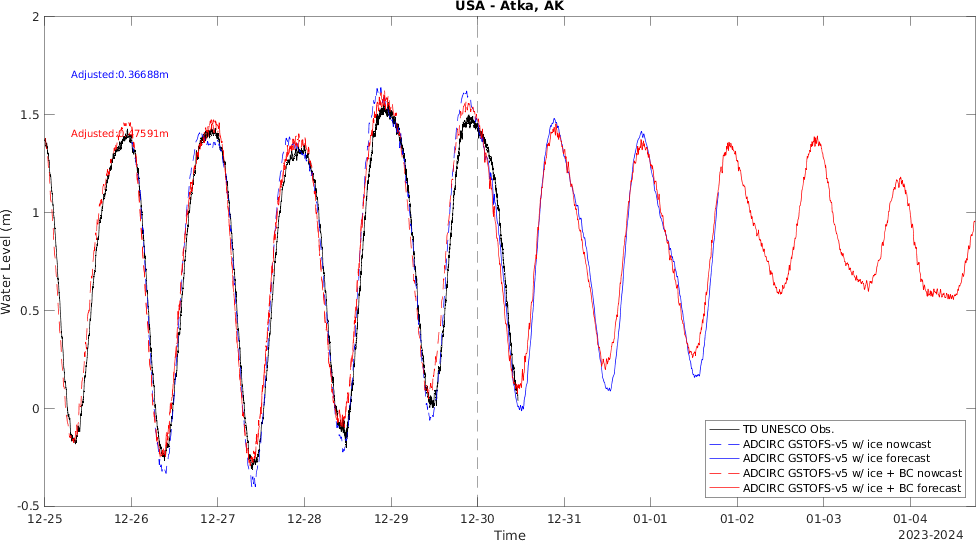 USA - Atka, AK
2
1.5
1
0.5
0
-0.5
Water Level (m)
Adjusted:0.36688m
TD UNESCO Obs.
ADCIRC GSTOFS-v5 w/ ice nowcast
ADCIRC GSTOFS-v5 w/ ice forecast
ADCIRC GSTOFS-v5 w/ ice + BC nowcast
ADCIRC GSTOFS-v5 w/ ice + BC forecast
12-25 12-26 12-27 12-28 12-29 12-30 12-31 01-01 01-02 01-03 01-04
Time
2023-2024